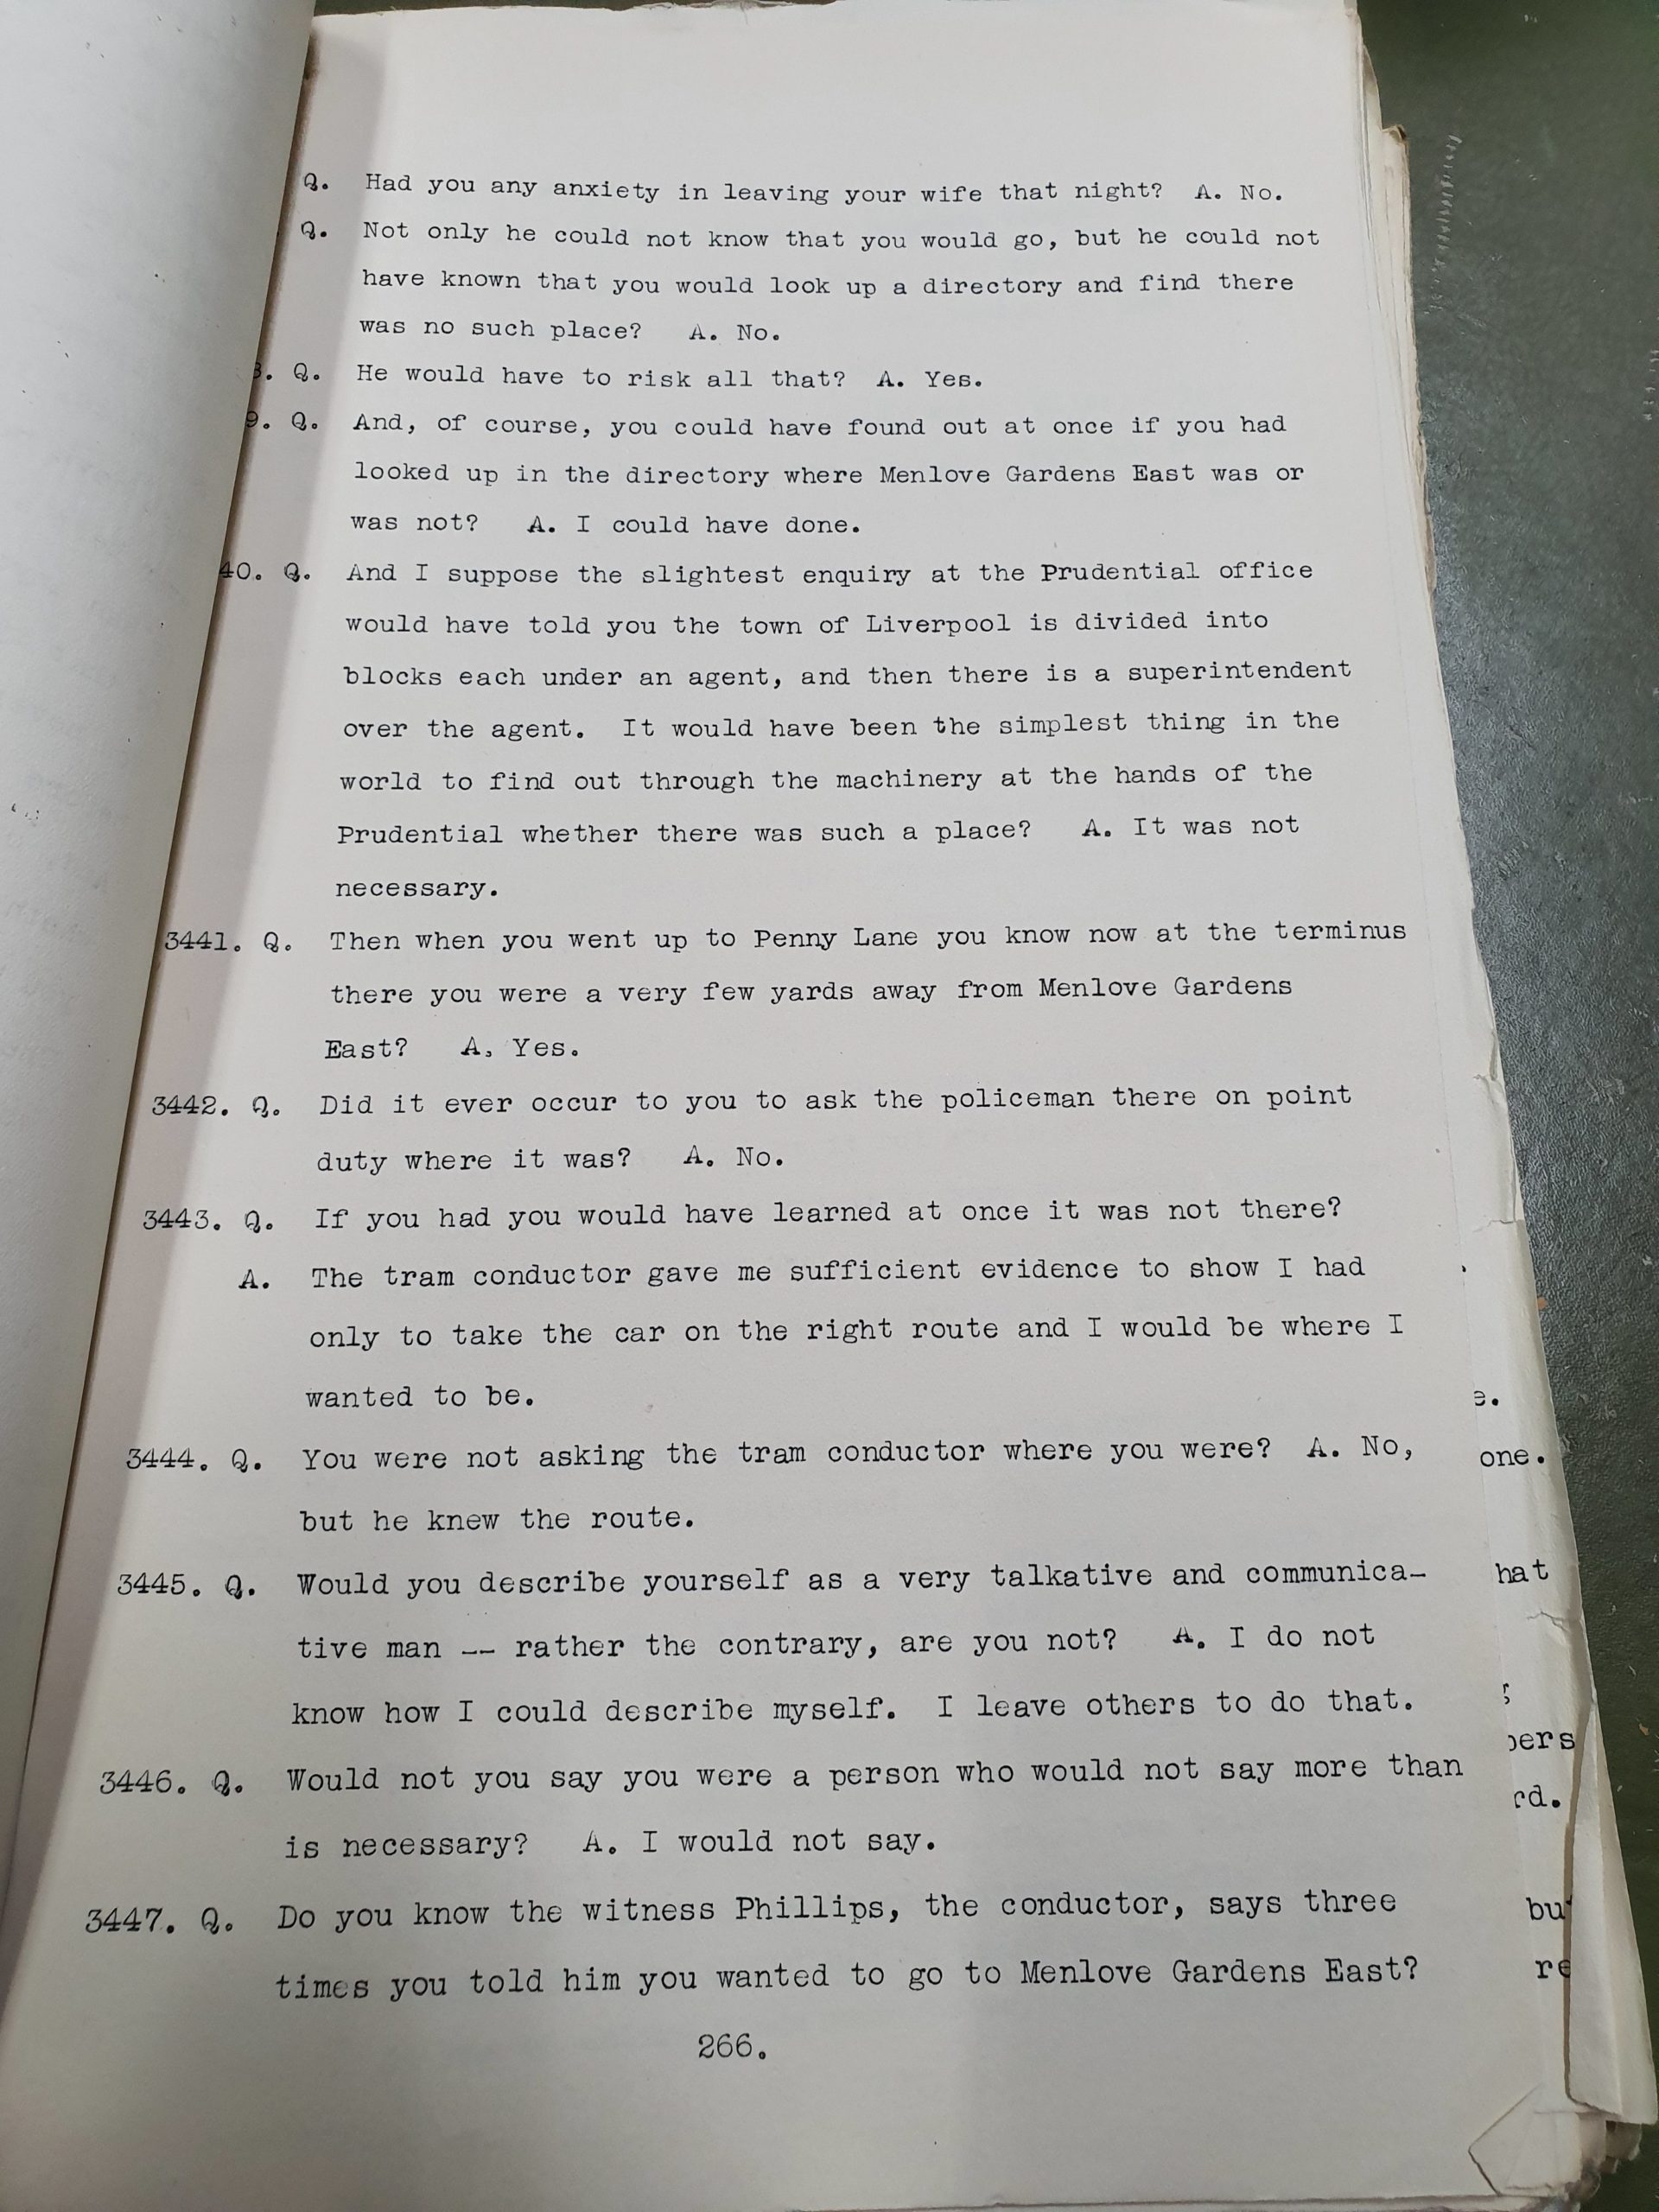 Q. Had you any anxiety in leaving your wife that night? A. No.
Q. Not only he could not know that you would go, but he could not
have known that you would look up a directory and find there
was no such place? A. No.
8. Q. He would have to risk all that? A. Yes.
9. Q. And, of course, you could have found out at once if you had
looked up in the directory where Menlove Gardens East was or
was not? A. I could have done.
40. Q. And I suppose the slightest enquiry at the Prudential office
would have told you the town of Liverpool is divided into
blocks each under an agent, and then there is a superintendent
over the agent. It would have been the simplest thing in the
world to find out through the machinery at the hands of the
Prudential whether there was such a place? A. It was not
necessary.
3441. Q. Then when you went up to Penny Lane you know now at the terminus
there you were a very few yards away from Menlove Gardens
East? A. Yes.
3442. Q. Did it ever occur to you to ask the policeman there on point
duty where it was? A. No.
3443. Q. If you had you would have learned at once it was not there?
A. The tram conductor gave me sufficient evidence to show I had
only to take the car on the right route and I would be where I
wanted to be.
3444. Q. You were not asking the tram conductor where you were? A. No,
but he knew the route.
3445. Q. Would you describe yourself as a very talkative and communica-
tive man -- rather the contrary, are you not? A. I do not
know how I could describe myself. I leave others to do that.
3446. Q. Would not you say you were a person who would not say more than
is necessary? A. I would not say.
3447. Q. Do you know the witness Phillips, the conductor, says three
times you told him you wanted to go to Menlove Gardens East?
266.
e.
one.
hat
pers
rd.
but
re